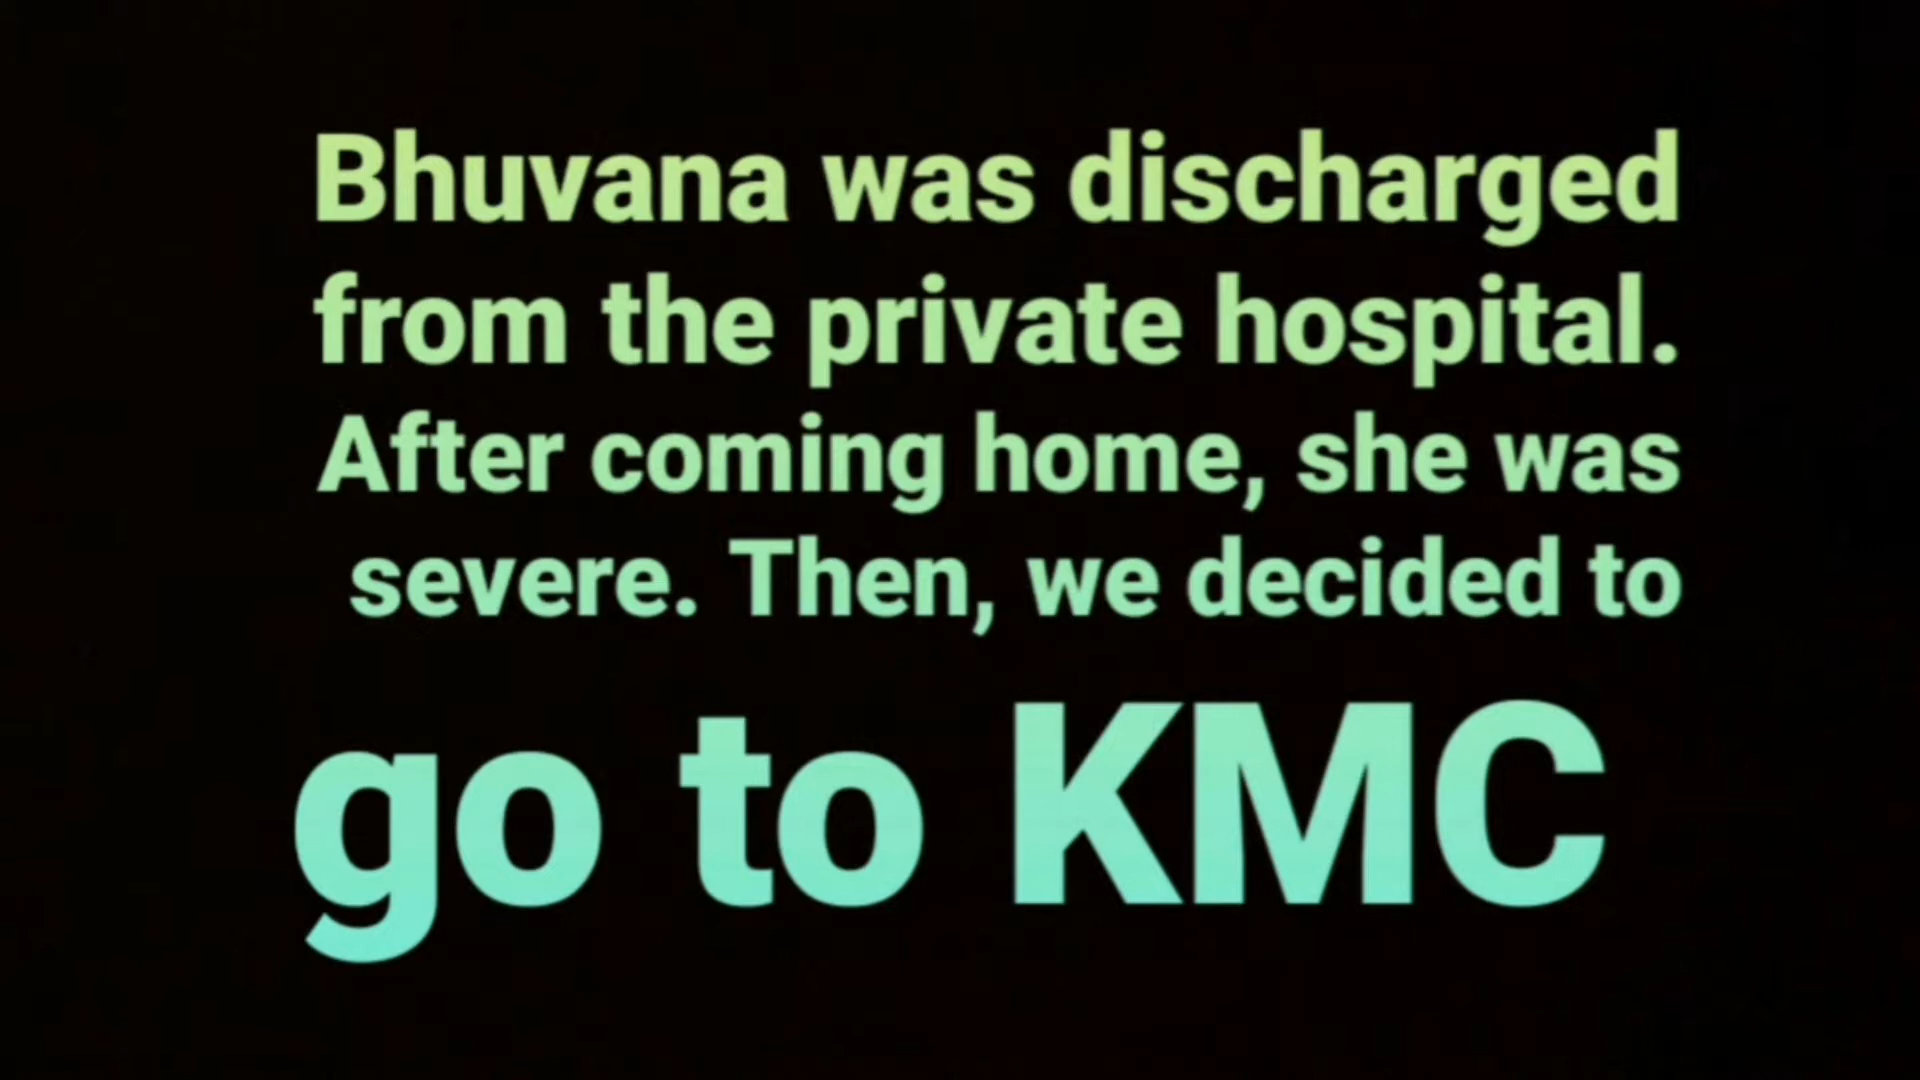 Bhuvana was discharged
from the private hospital.
After coming home, she was
severe. Then, we decided to
go to KMC